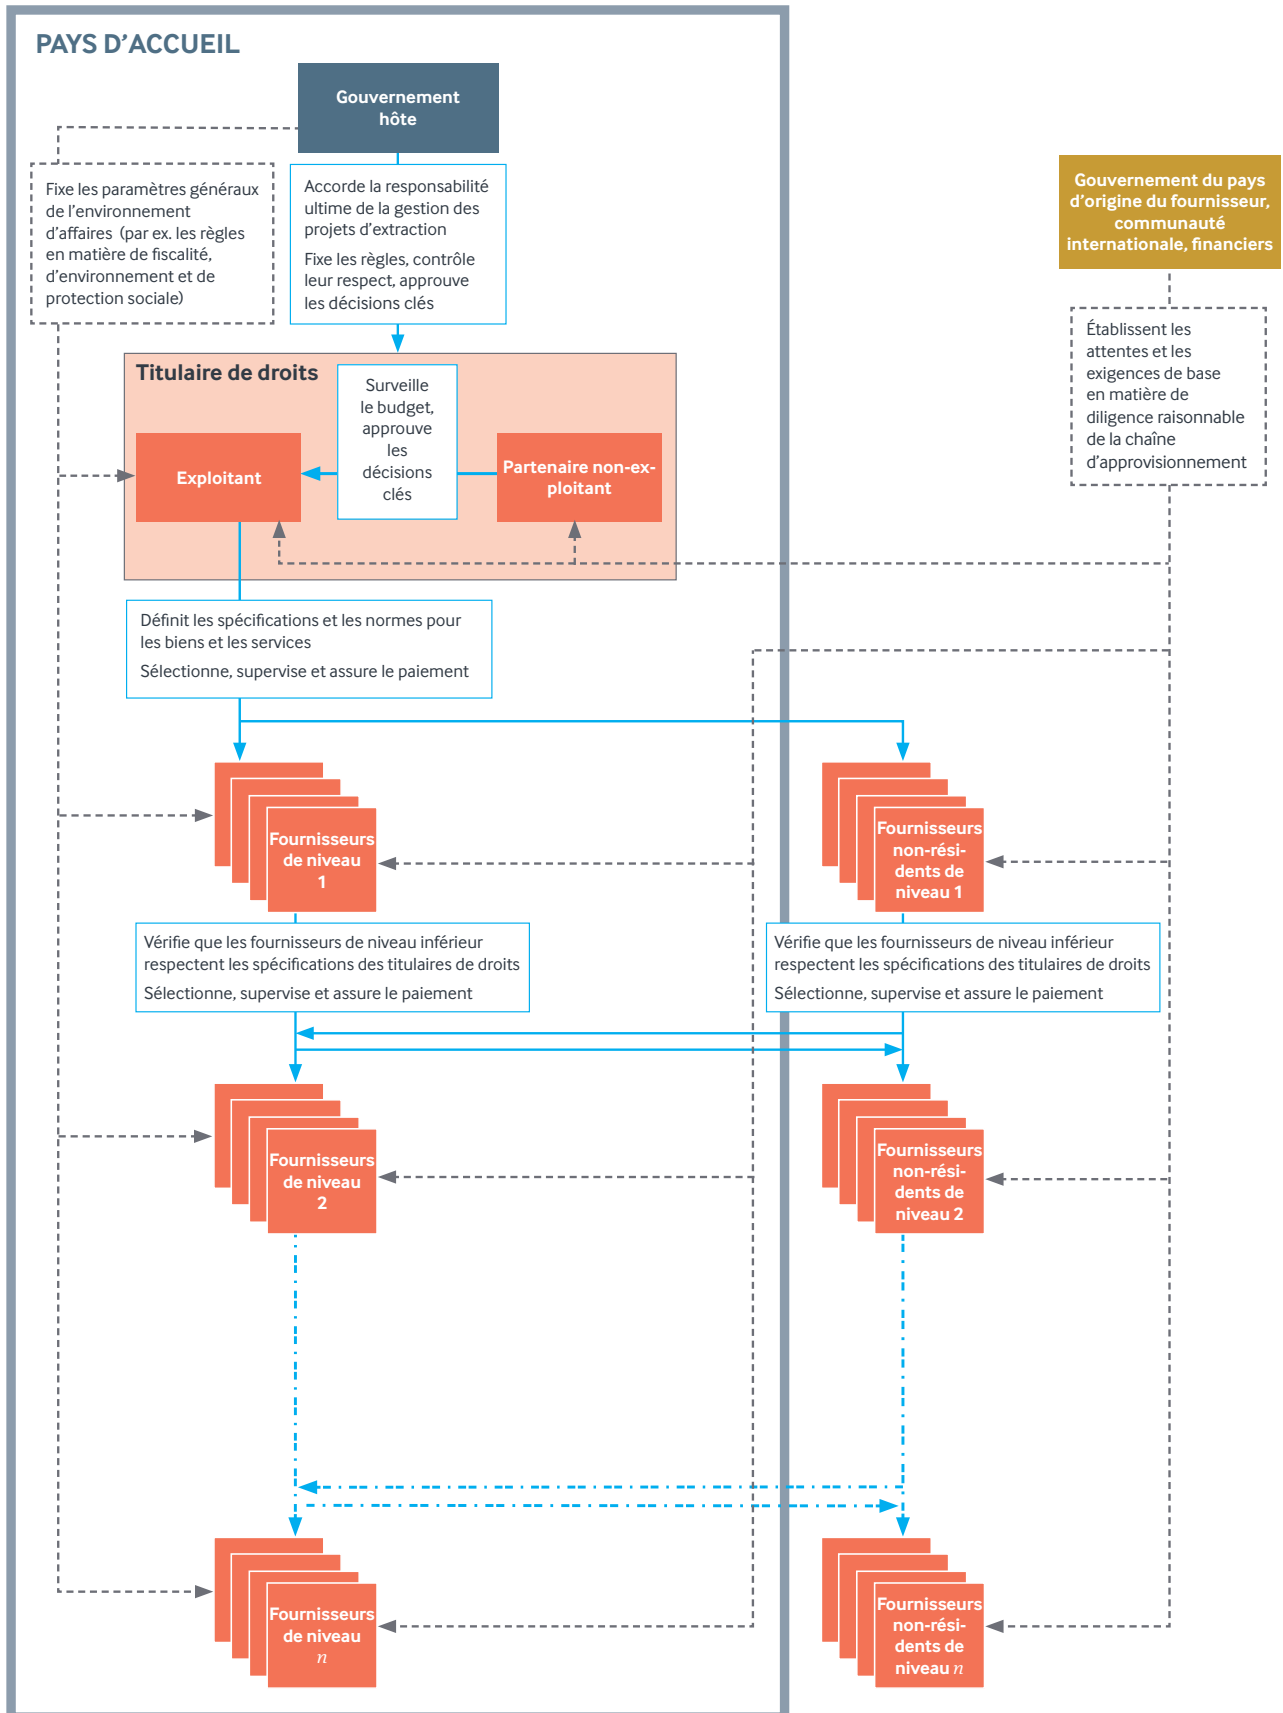 PAYS D'ACCUEIL
Gouvernement
hôte
Fixe les paramètres généraux
de l'environnement
d'affaires (par ex. les règles
en matière de fiscalité,
d'environnement et de
protection sociale)
Accorde la responsabilité
ultime de la gestion des
projets d'extraction
Fixe les règles, contrôle
leur respect, approuve
les décisions clés
Gouvernement du pays
d'origine du fournisseur,
communauté
internationale, financiers
Établissent les
attentes et les
exigences de base
en matière de
diligence raisonnable
de la chaîne
d'approvisionnement
Titulaire de droits
Exploitant
Surveille
le budget,
approuve
les
décisions
clés
Partenaire non-ex-
ploitant
Définit les spécifications et les normes pour
les biens et les services
Sélectionne, supervise et assure le paiement
Fournisseurs
de niveau
1
Fournisseurs
non-rési-
dents de
niveau 1
Vérifie que les fournisseurs de niveau inférieur
respectent les spécifications des titulaires de droits
Sélectionne, supervise et assure le paiement
Vérifie que les fournisseurs de niveau inférieur
respectent les spécifications des titulaires de droits
Sélectionne, supervise et assure le paiement
Fournisseurs
de niveau
2
Fournisseurs
non-rési-
dents de
niveau 2
Fournisseurs
de niveau
n
Fournisseurs
non-rési-
dents de
niveau n